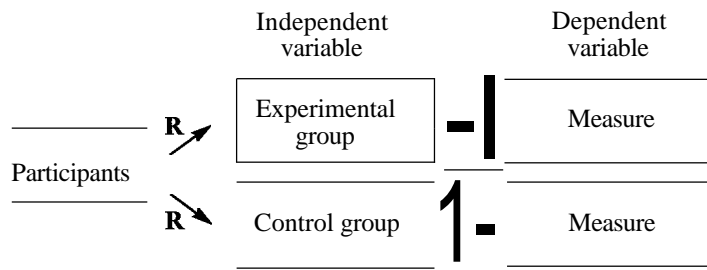 Independent
variable
Dependent
variable
R
Experimental
group
Measure
Participants
R
Control group
Measure